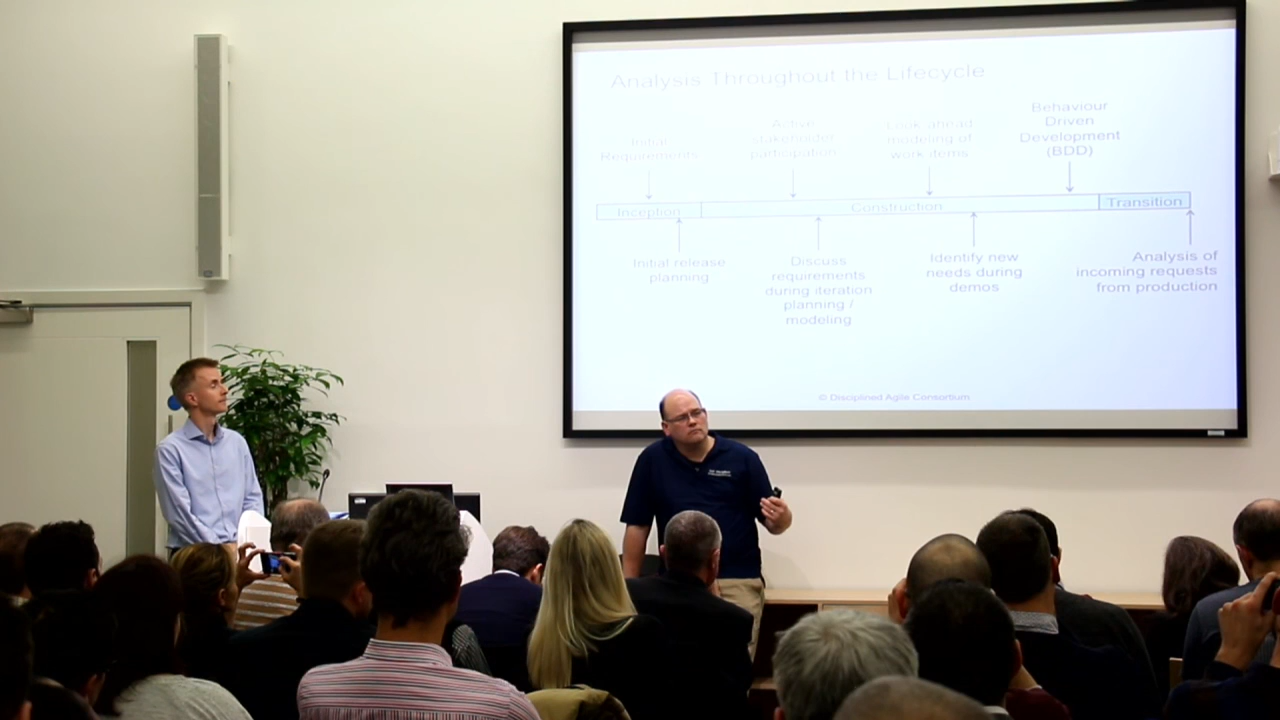 Analysis Throughout the Lifecycle
Initial
Requirements
Active
stakeholder
participation
Look-ahead
modeling of
work items
Behaviour
Driven
Development
(BDD)
Inception
Construction
Transition
Initial release
planning
Discuss
requirements
during iteration
planning /
modeling
Identify new
needs during
demos
Analysis of
incoming requests
from production
© Disciplined Agile Consortium